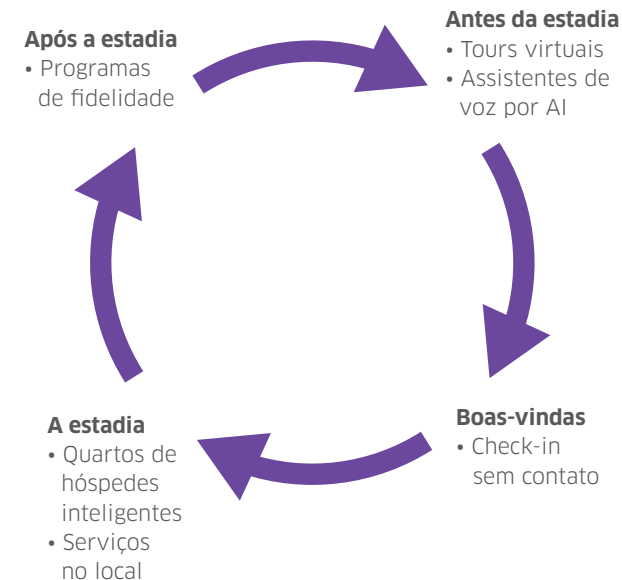 Após a estadia
• Programas
de fidelidade
Antes da estadia
• Tours virtuais
• Assistentes de
voz por AI
Boas-vindas
• Check-in
sem contato
A estadia
• Quartos de
hóspedes
inteligentes
• Serviços
no local